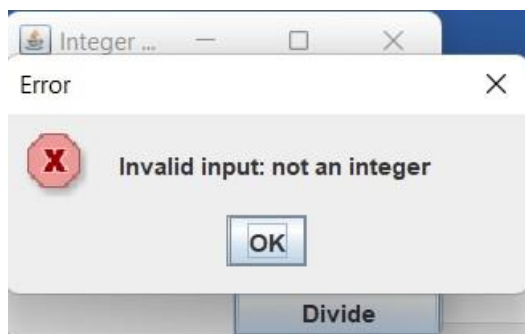 Integer ...
Error
Invalid input: not an integer
OK
Divide